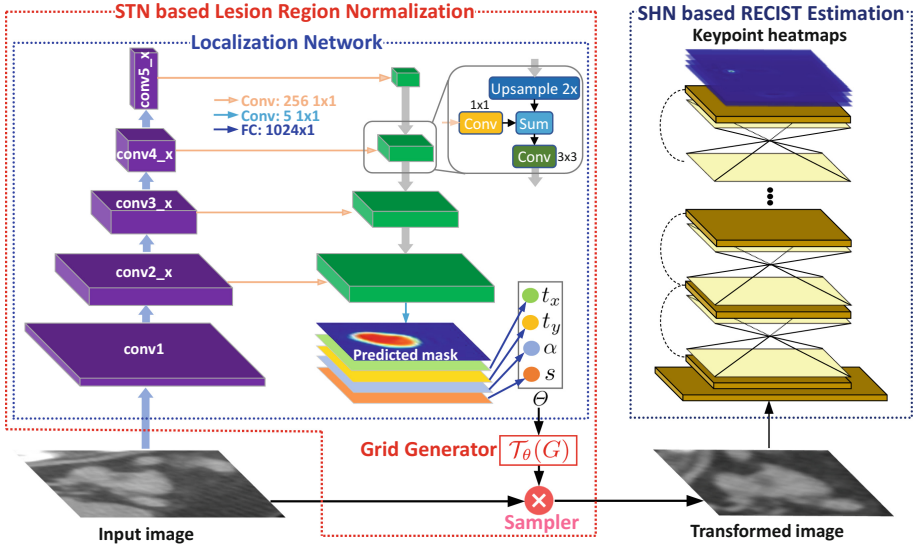 STN based Lesion Region Normalization
Localization Network
conv5_x
conv4_x
conv3_x
conv2_x
conv1
Conv: 256 1x1
Conv: 5 1x1
FC: 1024x1
Upsample 2x
1x1
Conv
Sum
Conv
3x3
Predicted mask
t_x
t_y
α
s
Θ
Grid Generator
𝒯_θ(G)
Sampler
Input image
SHN based RECIST Estimation
Keypoint heatmaps
Transformed image